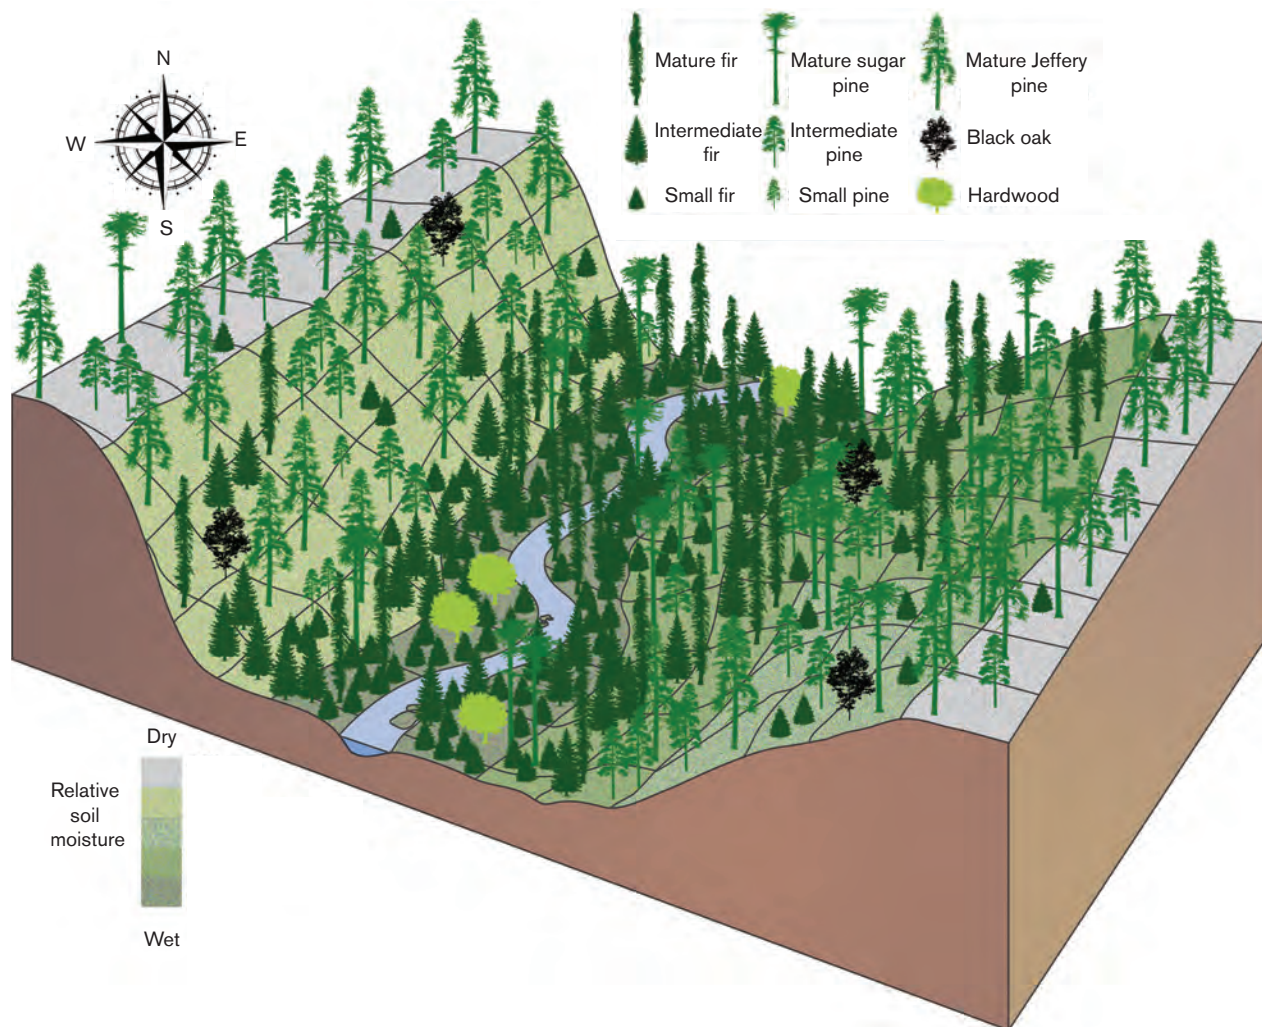 N
W
E
S
Mature fir
Mature sugar
pine
Mature Jeffery
pine
Intermediate
fir
Intermediate
pine
Black oak
Small fir
Small pine
Hardwood
Dry
Relative
soil
moisture
Wet